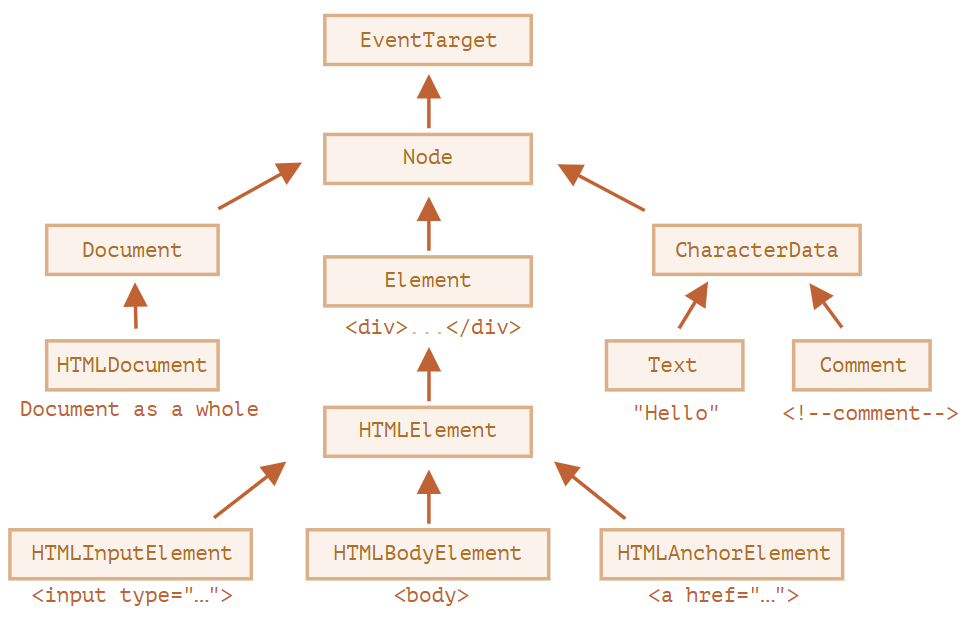 EventTarget
Node
Document
Element
CharacterData
<div>...</div>
HTMLDocument
Text
Comment
Document as a whole
"Hello"
<!--comment-->
HTMLElement
HTMLInputElement
HTMLBodyElement
HTMLAnchorElement
<input type="…">
<body>
<a href="…">